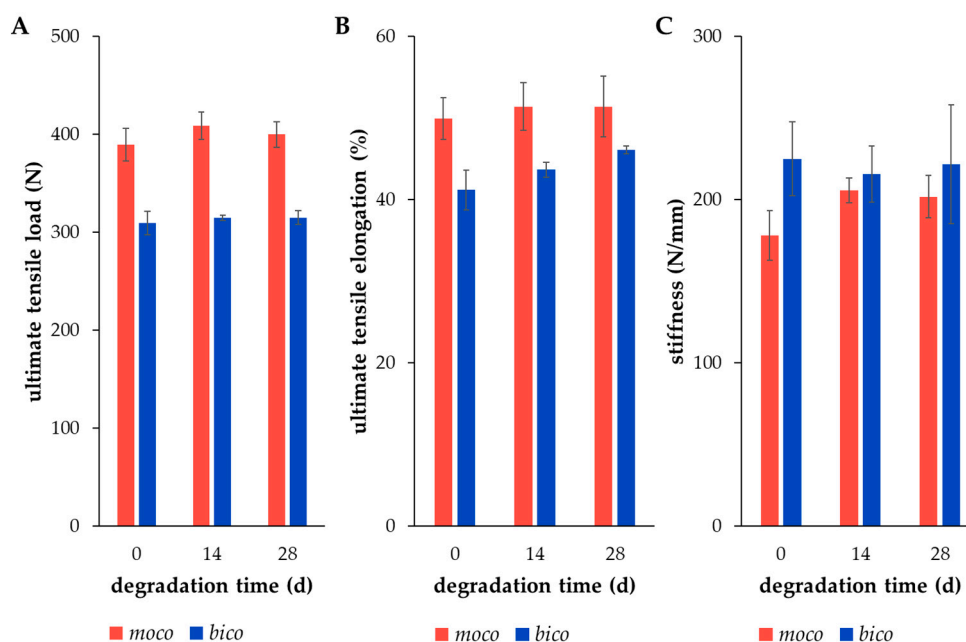 A
ultimate tensile load (N)
500
400
300
200
100
0
0 14 28
degradation time (d)
moco bico
B
ultimate tensile elongation (%)
60
40
20
0
0 14 28
degradation time (d)
moco bico
C
stiffness (N/mm)
300
200
100
0
0 14 28
degradation time (d)
moco bico